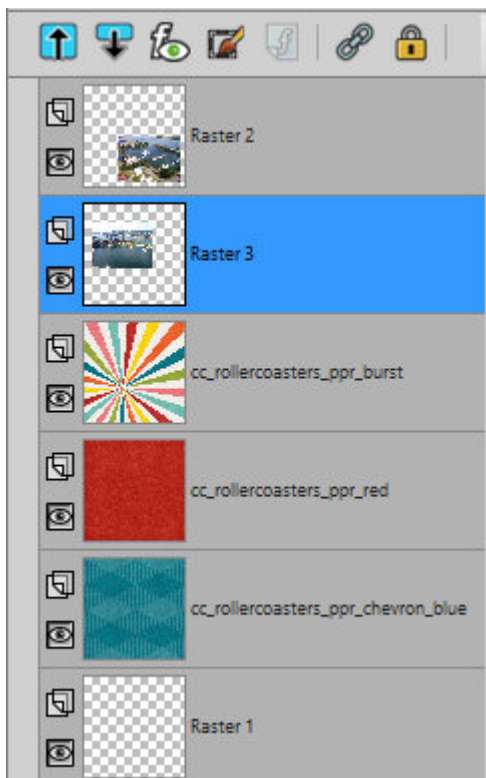 Raster 2
Raster 3
cc_rollercoasters_ppr_burst
cc_rollercoasters_ppr_red
cc_rollercoasters_ppr_chevron_blue
Raster 1